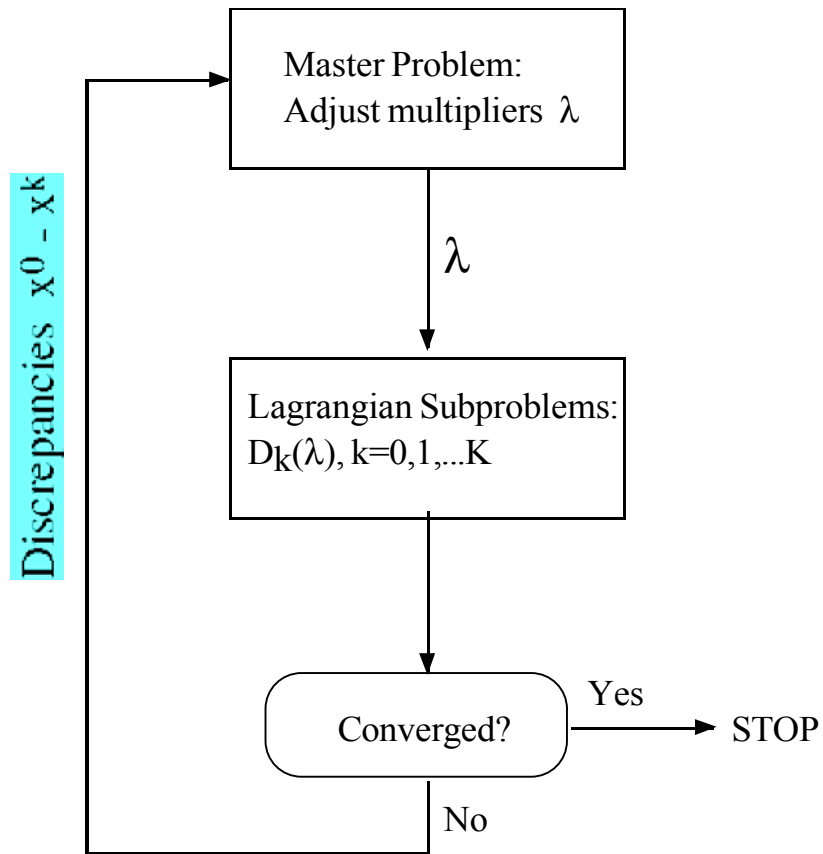 Master Problem:
Adjust multipliers λ
Discrepancies x⁰ - xᵏ
λ
Lagrangian Subproblems:
Dₖ(λ), k=0,1,...K
Yes
Converged?
STOP
No